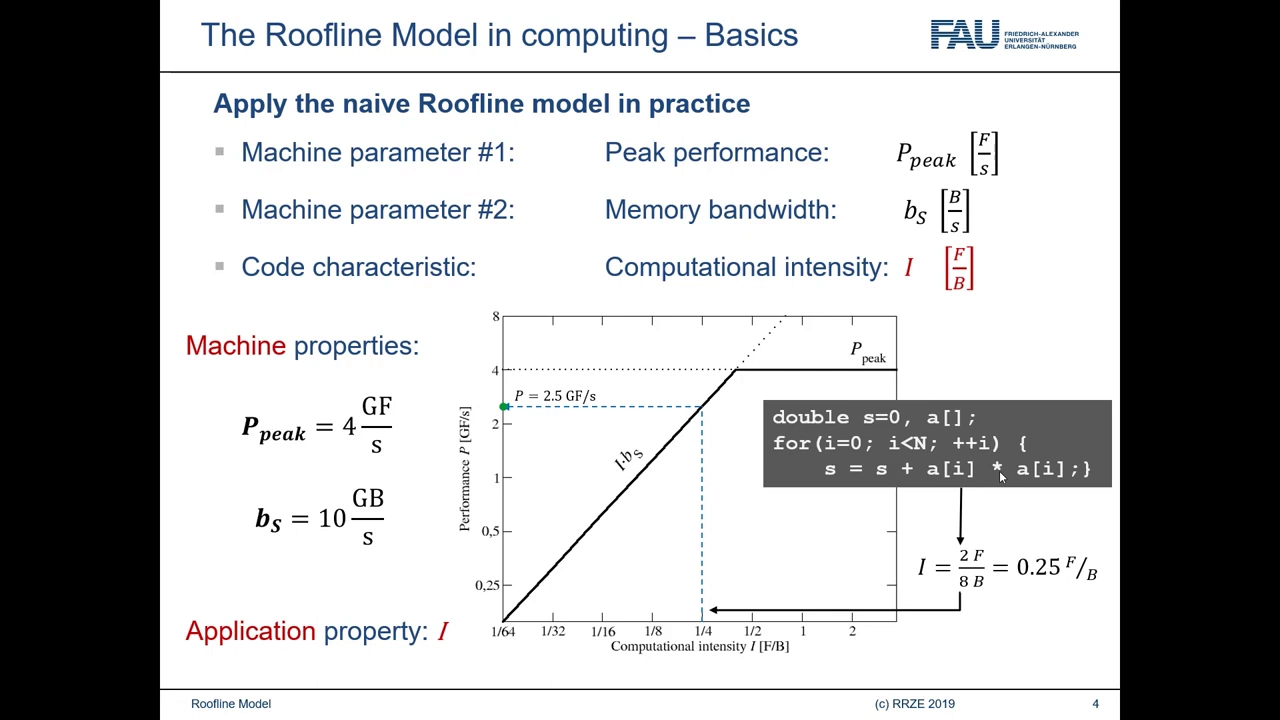 The Roofline Model in computing – Basics
FAU FRIEDRICH-ALEXANDER
UNIVERSITÄT
ERLANGEN-NÜRNBERG
Apply the naive Roofline model in practice
▪ Machine parameter #1: Peak performance: P_peak [F/s]
▪ Machine parameter #2: Memory bandwidth: b_S [B/s]
▪ Code characteristic: Computational intensity: I [F/B]
Machine properties:
P_peak = 4 GF/s
b_S = 10 GB/s
Application property: I
8
4
2
1
0,5
0,25
Performance P [GF/s]
P = 2.5 GF/s
I·b_S
P_peak
1/64 1/32 1/16 1/8 1/4 1/2 1 2
Computational intensity I [F/B]
double s=0, a[];
for(i=0; i<N; ++i) {
s = s + a[i] * a[i];}
I = 2 F / 8 B = 0.25 F/B
Roofline Model (c) RRZE 2019 4